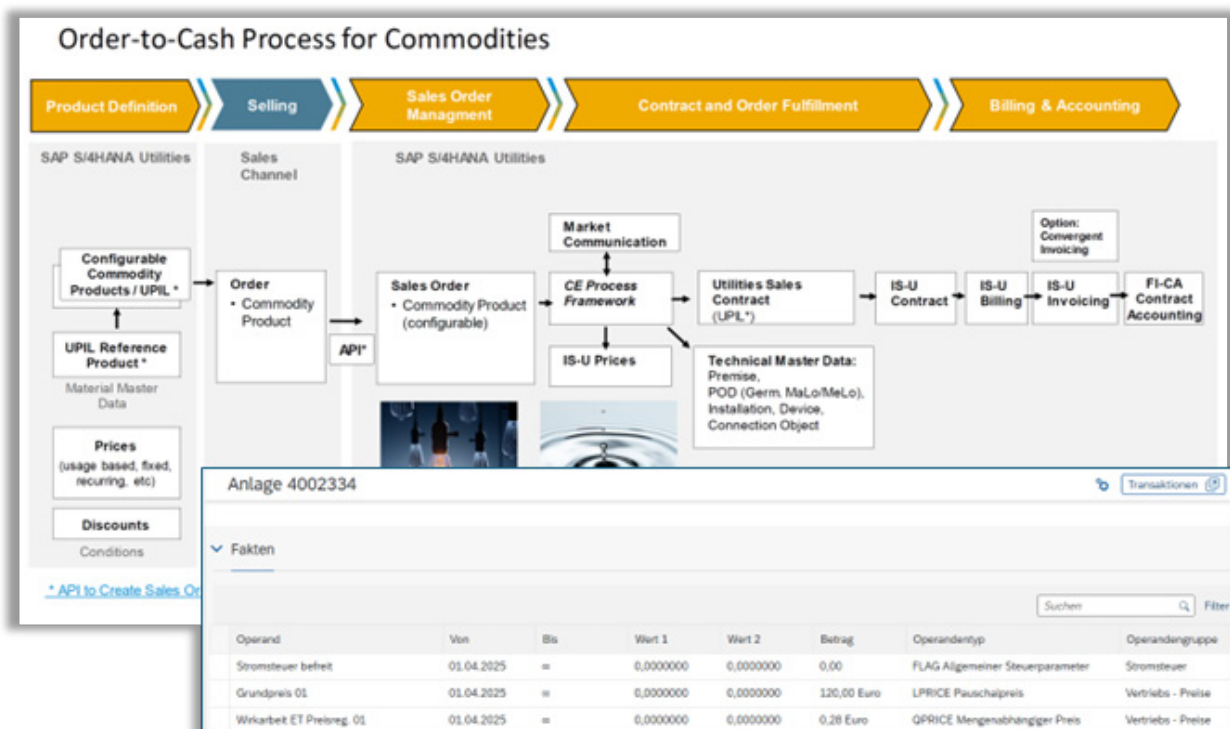 Order-to-Cash Process for Commodities
Product Definition
Selling
Sales Order
Managment
Contract and Order Fulfillment
Billing & Accounting
SAP S/4HANA Utilities
Sales
Channel
SAP S/4HANA Utilities
Configurable
Commodity
Products / UPIL *
UPIL Reference
Product *
Material Master
Data
Prices
(usage based, fixed,
recurring, etc)
Discounts
Conditions
Order
• Commodity
Product
API*
Sales Order
• Commodity Product
(configurable)
Market
Communication
CE Process
Framework
IS-U Prices
Utilities Sales
Contract
(UPIL*)
Technical Master Data:
Premise,
POD (Germ. MaLo/MeLo),
Installation, Device,
Connection Object
IS-U
Contract
IS-U
Billing
Option:
Convergent
Invoicing
IS-U
Invoicing
FI-CA
Contract
Accounting
* API to Create Sales Or
Anlage 4002334
Transaktionen
Fakten
Suchen
Filter
Operand Von Bis Wert 1 Wert 2 Betrag Operandentyp Operandengruppe
Stromsteuer befreit 01.04.2025 ∞ 0,0000000 0,0000000 0,00 FLAG Allgemeiner Steuerparameter Stromsteuer
Grundpreis 01 01.04.2025 ∞ 0,0000000 0,0000000 120,00 Euro LPRICE Pauschalpreis Vertriebs - Preise
Wirkarbeit ET Preisreg. 01 01.04.2025 ∞ 0,0000000 0,0000000 0,28 Euro QPRICE Mengenabhängiger Preis Vertriebs - Preise